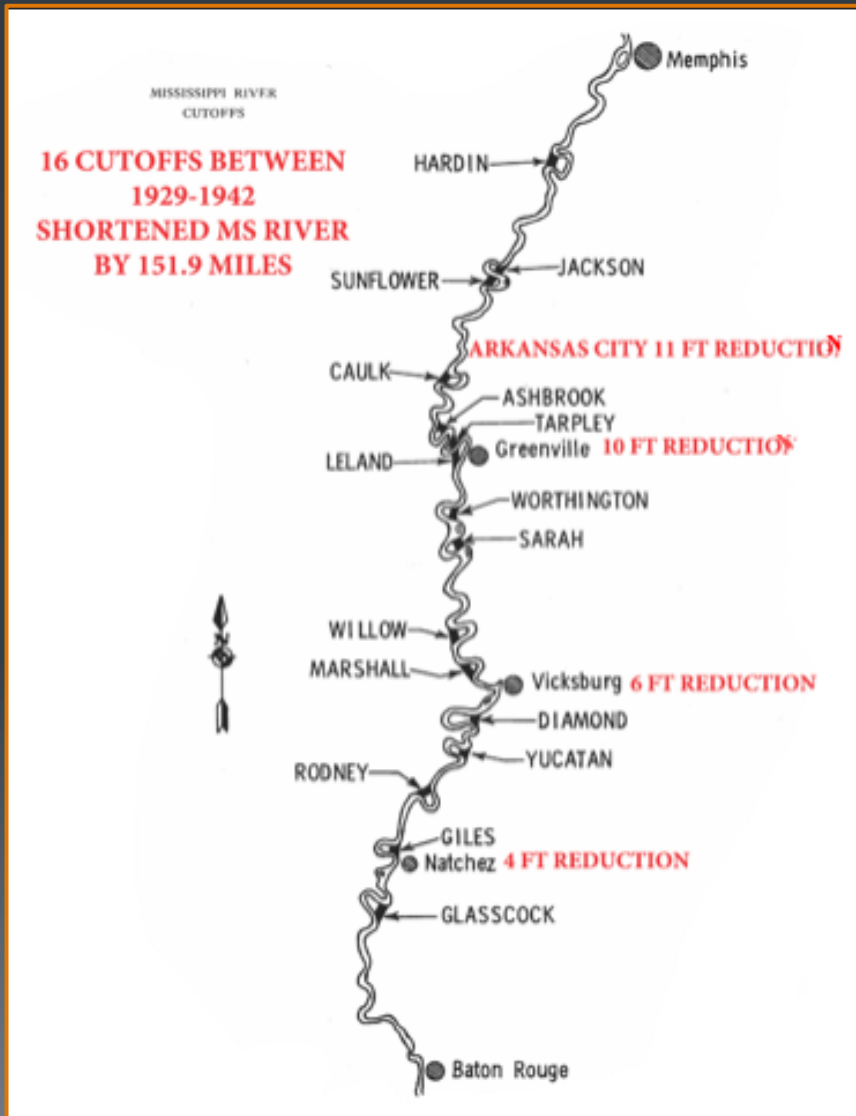 MISSISSIPPI RIVER
CUTOFFS
16 CUTOFFS BETWEEN
1929-1942
SHORTENED MS RIVER
BY 151.9 MILES
Memphis
HARDIN
JACKSON
SUNFLOWER
ARKANSAS CITY 11 FT REDUCTION
CAULK
ASHBROOK
TARPLEY
Greenville 10 FT REDUCTION
LELAND
WORTHINGTON
SARAH
N
WILLOW
MARSHALL
Vicksburg 6 FT REDUCTION
DIAMOND
YUCATAN
RODNEY
GILES
Natchez 4 FT REDUCTION
GLASSCOCK
Baton Rouge